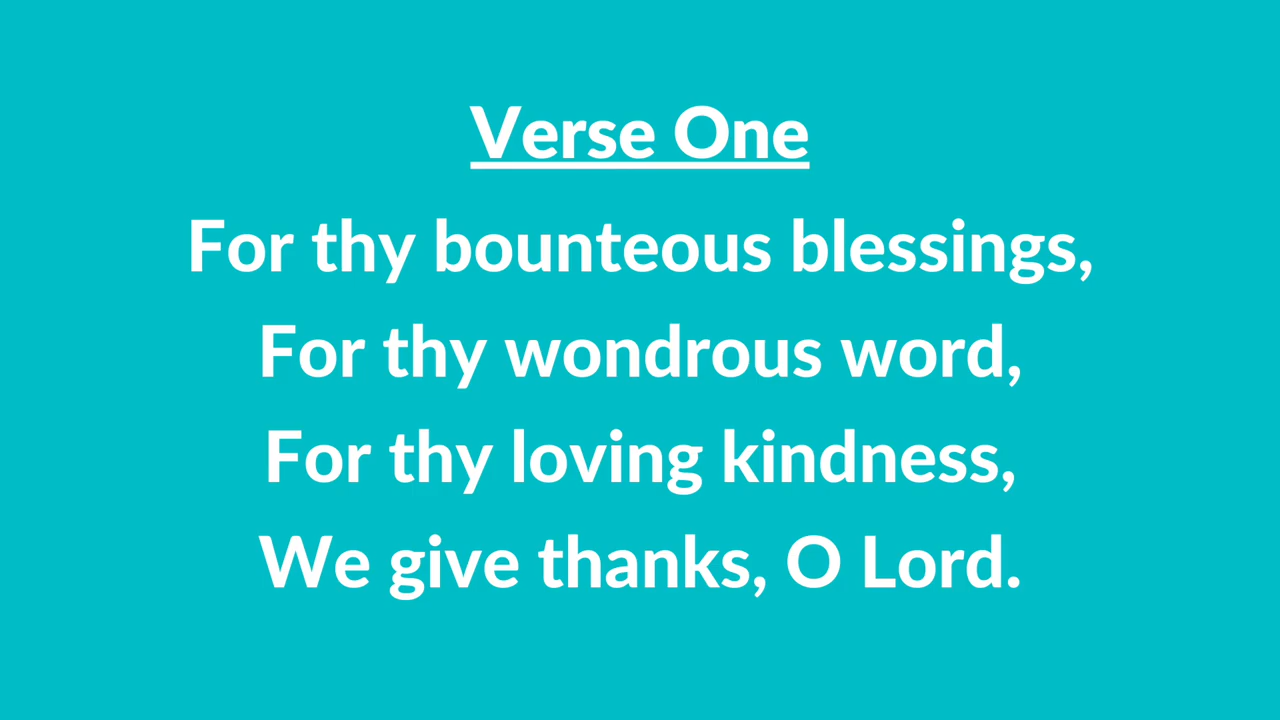 Verse One
For thy bounteous blessings,
For thy wondrous word,
For thy loving kindness,
We give thanks, O Lord.